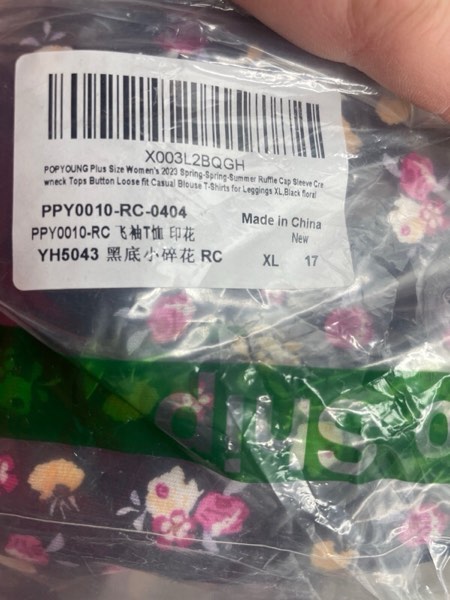 X003L2BQGH
POPYOUNG Plus Size Women's 2023 Spring-Spring-Summer Ruffle Cap Sleeve Cre
wneck Tops Button Loose fit Casual Blouse T-Shirts for Leggings XL,Black floral
PPY0010-RC-0404
Made in China
PPY0010-RC 飞袖T恤 印花
New
YH5043 黑底小碎花 RC
XL
17